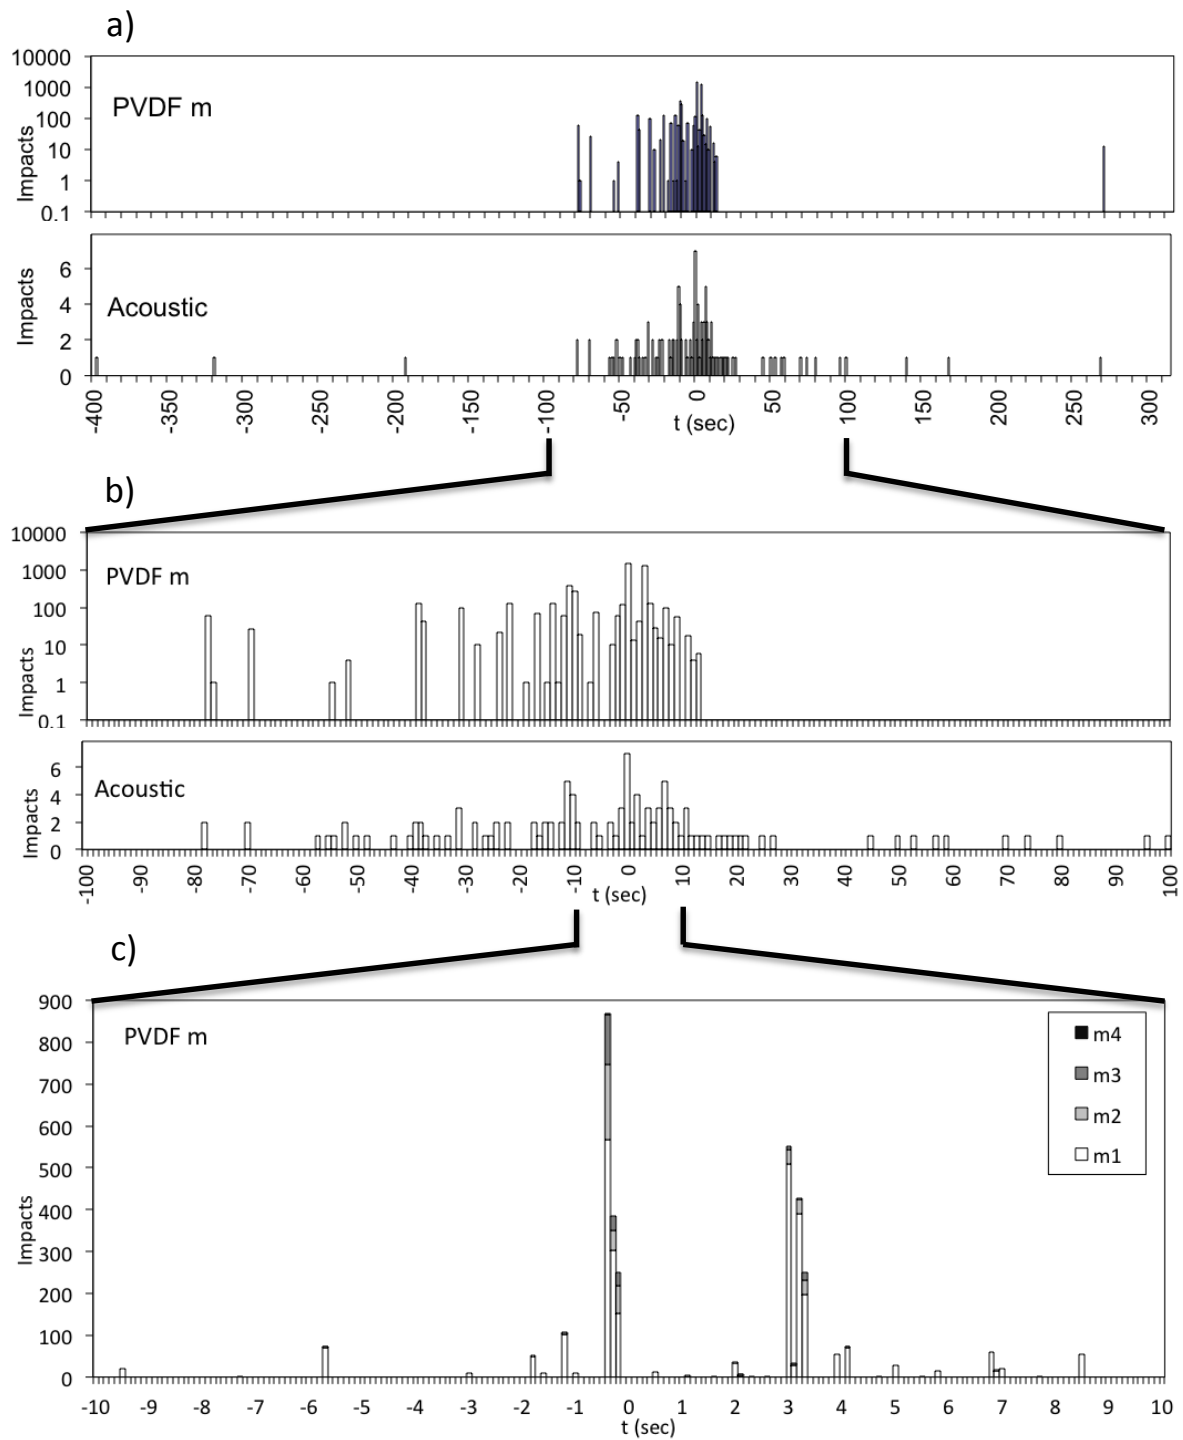 a)
10000
1000
100
10
1
0.1
Impacts
PVDF m
6
4
2
0
Impacts
Acoustic
-400 -350 -300 -250 -200 -150 -100 -50 0 50 100 150 200 250 300
t (sec)
b)
10000
1000
100
10
1
0.1
Impacts
PVDF m
6
4
2
0
Impacts
Acoustic
-100 -90 -80 -70 -60 -50 -40 -30 -20 -10 0 10 20 30 40 50 60 70 80 90 100
t (sec)
c)
900
800
700
600
500
400
300
200
100
0
Impacts
PVDF m
m4
m3
m2
m1
-10 -9 -8 -7 -6 -5 -4 -3 -2 -1 0 1 2 3 4 5 6 7 8 9 10
t (sec)